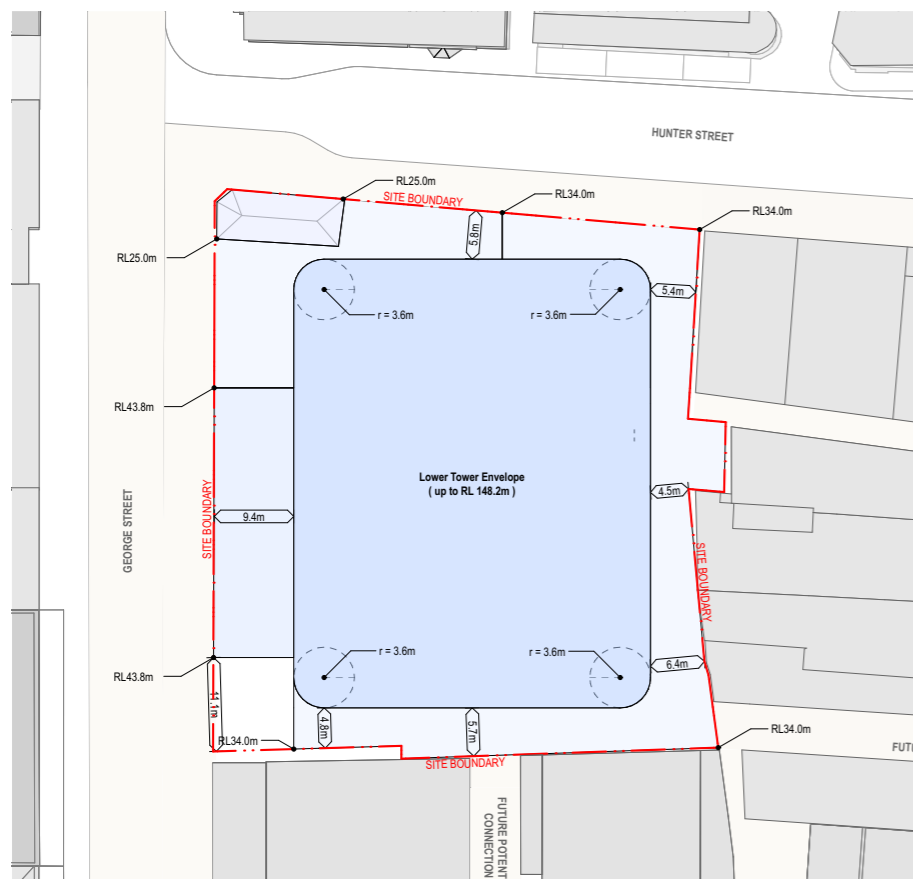 HUNTER STREET
RL25.0m
SITE BOUNDARY
RL34.0m
RL34.0m
5.8m
RL25.0m
5.4m
r = 3.6m
r = 3.6m
RL43.8m
Lower Tower Envelope
( up to RL 148.2m )
4.5m
SITE BOUNDARY
9.4m
GEORGE STREET
SITE BOUNDARY
r = 3.6m
r = 3.6m
6.4m
RL43.8m
11.1m
4.8m
5.7m
RL34.0m
RL34.0m
FUT
SITE BOUNDARY
FUTURE POTENT
CONNECTION